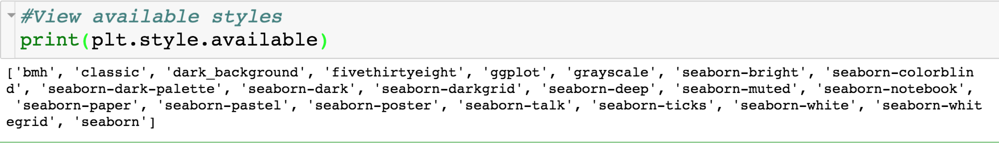 #View available styles
print(plt.style.available)
['bmh', 'classic', 'dark_background', 'fivethirtyeight', 'ggplot', 'grayscale', 'seaborn-bright', 'seaborn-colorblin
d', 'seaborn-dark-palette', 'seaborn-dark', 'seaborn-darkgrid', 'seaborn-deep', 'seaborn-muted', 'seaborn-notebook',
'seaborn-paper', 'seaborn-pastel', 'seaborn-poster', 'seaborn-talk', 'seaborn-ticks', 'seaborn-white', 'seaborn-whit
egrid', 'seaborn']